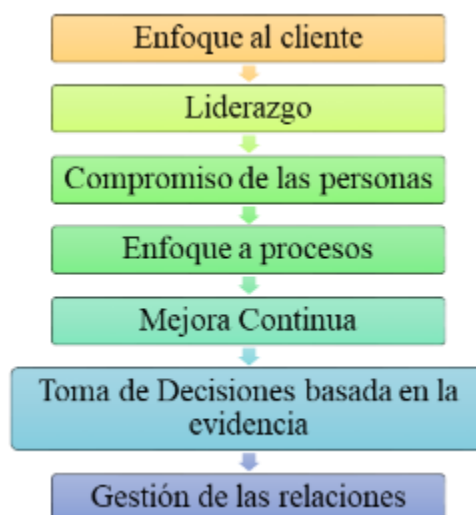 Enfoque al cliente
Liderazgo
Compromiso de las personas
Enfoque a procesos
Mejora Continua
Toma de Decisiones basada en la
evidencia
Gestión de las relaciones